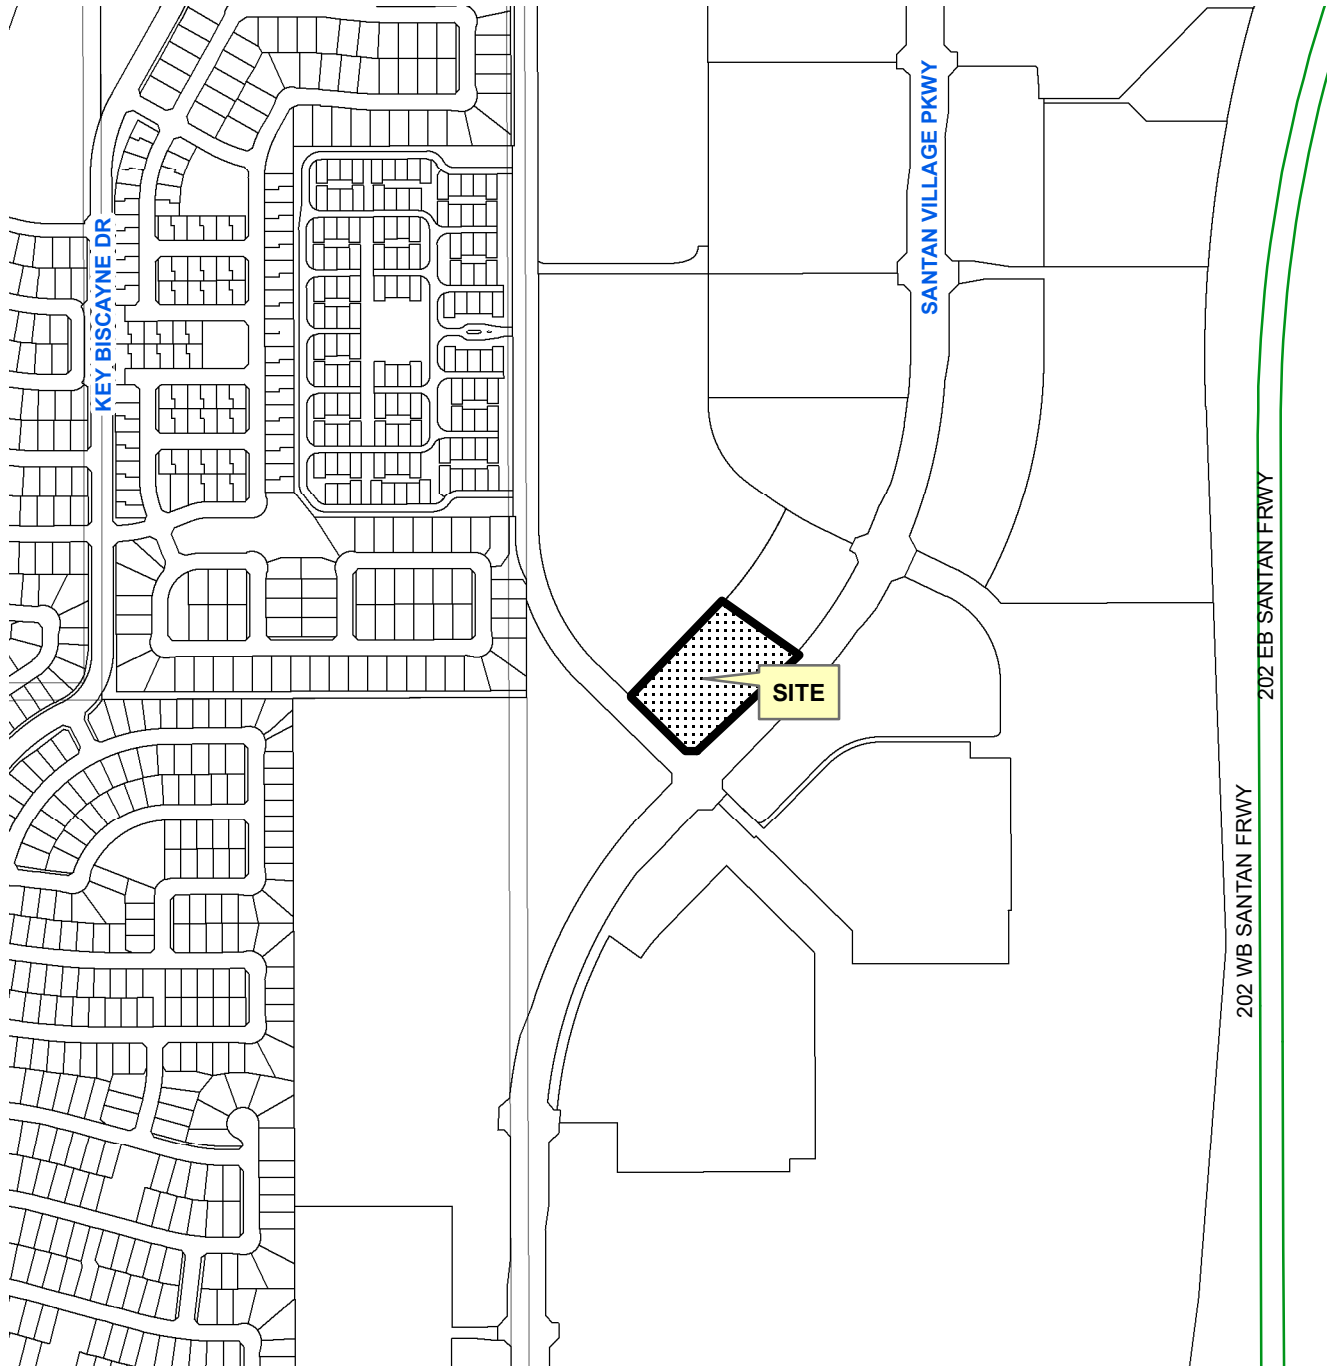 SANTAN VILLAGE PKWY
KEY BISCAYNE DR
202 EB SANTAN FRWY
SITE
202 WB SANTAN FRWY